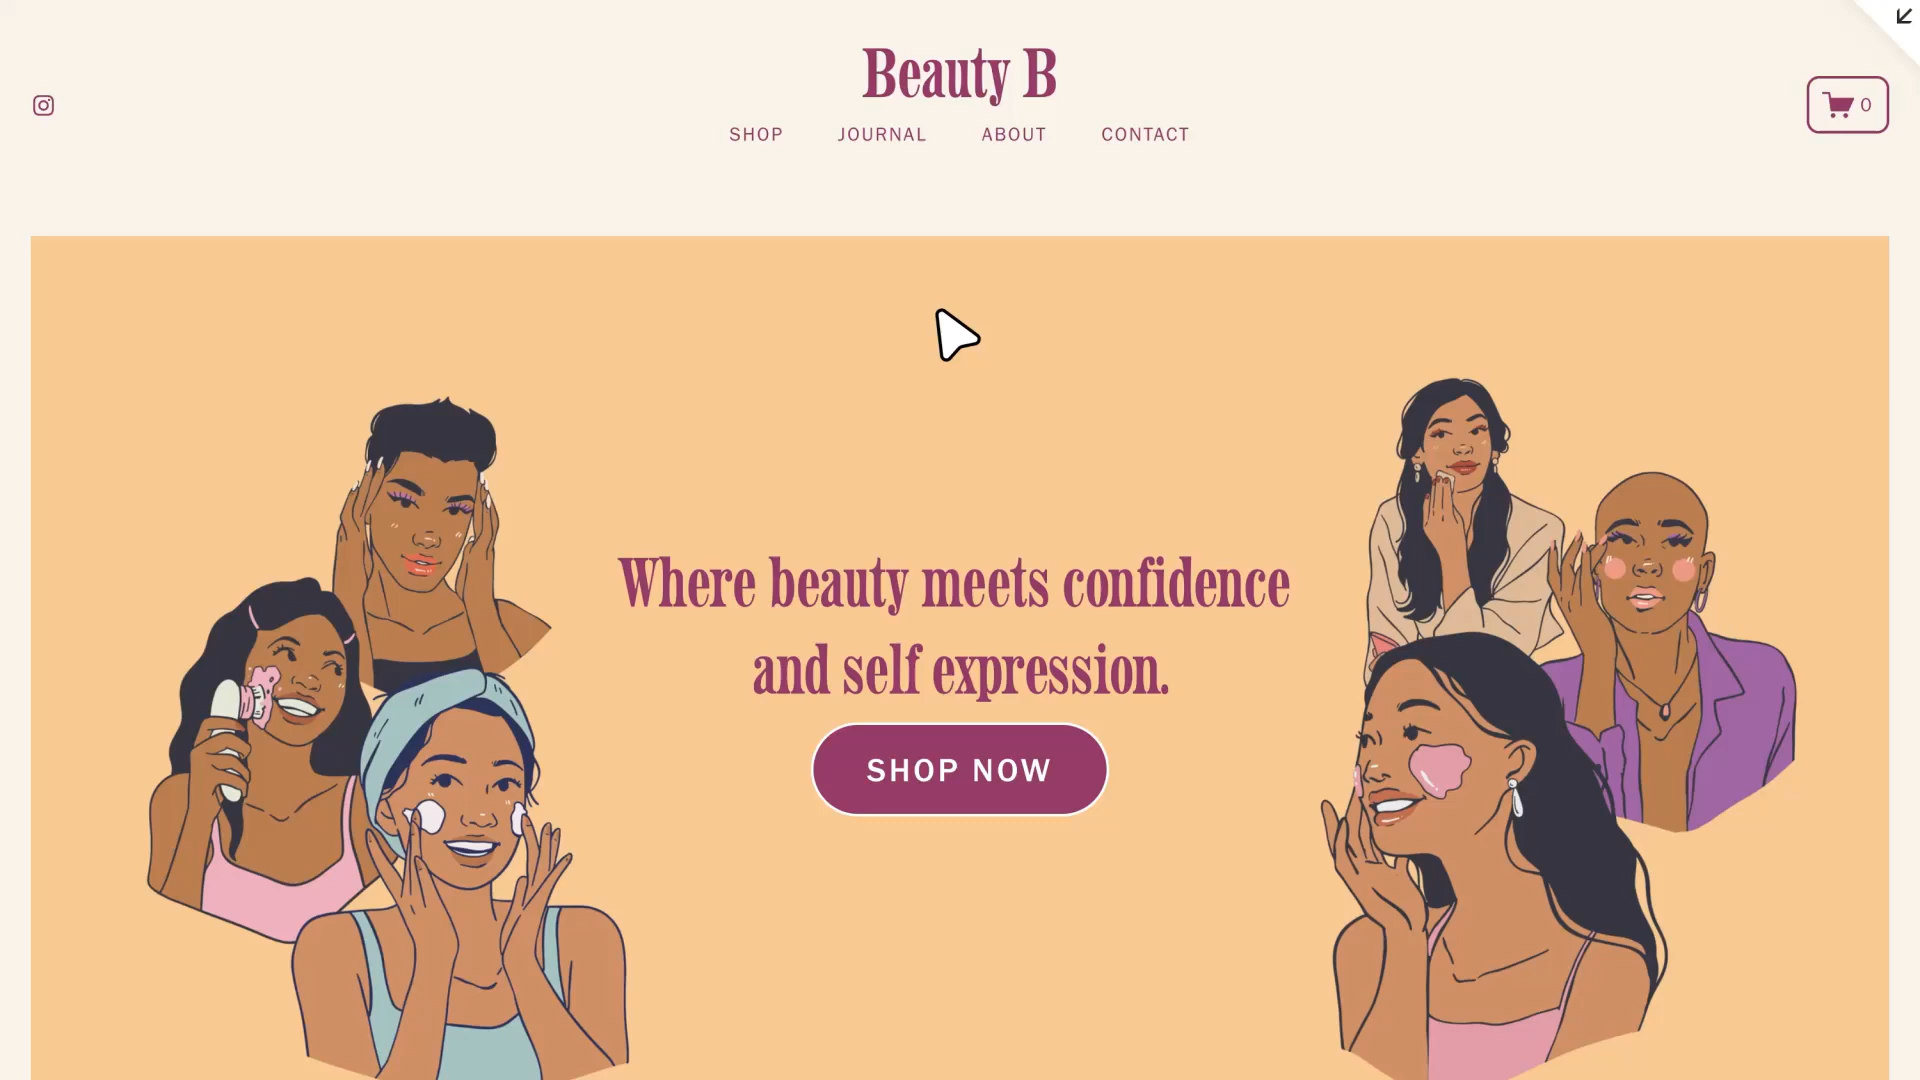 Beauty B
SHOP JOURNAL ABOUT CONTACT
0
Where beauty meets confidence
and self expression.
SHOP NOW